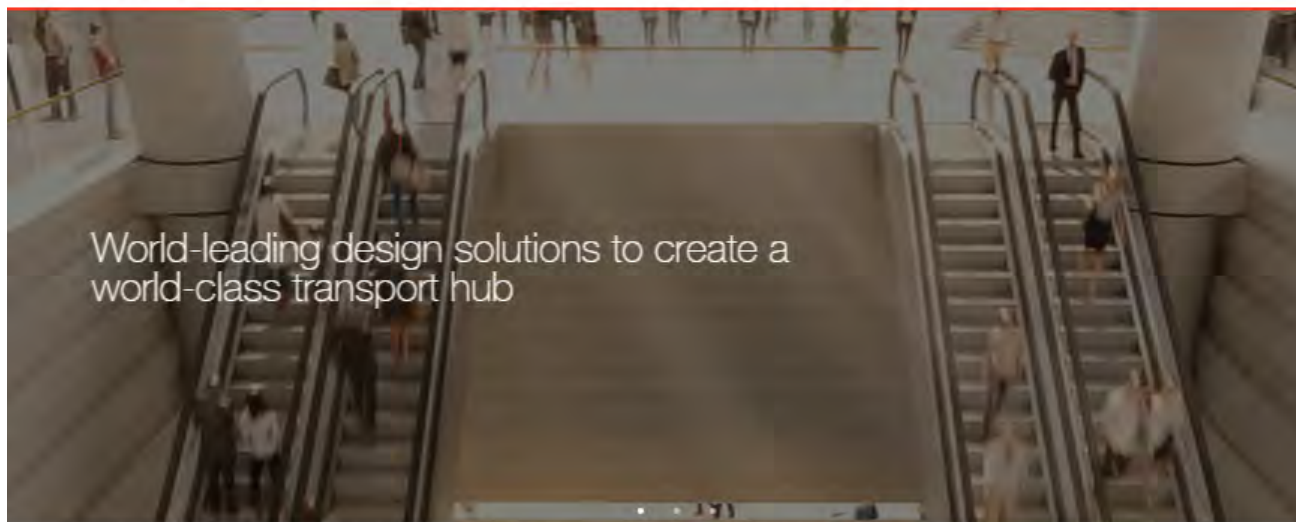 World-leading design solutions to create a
world-class transport hub